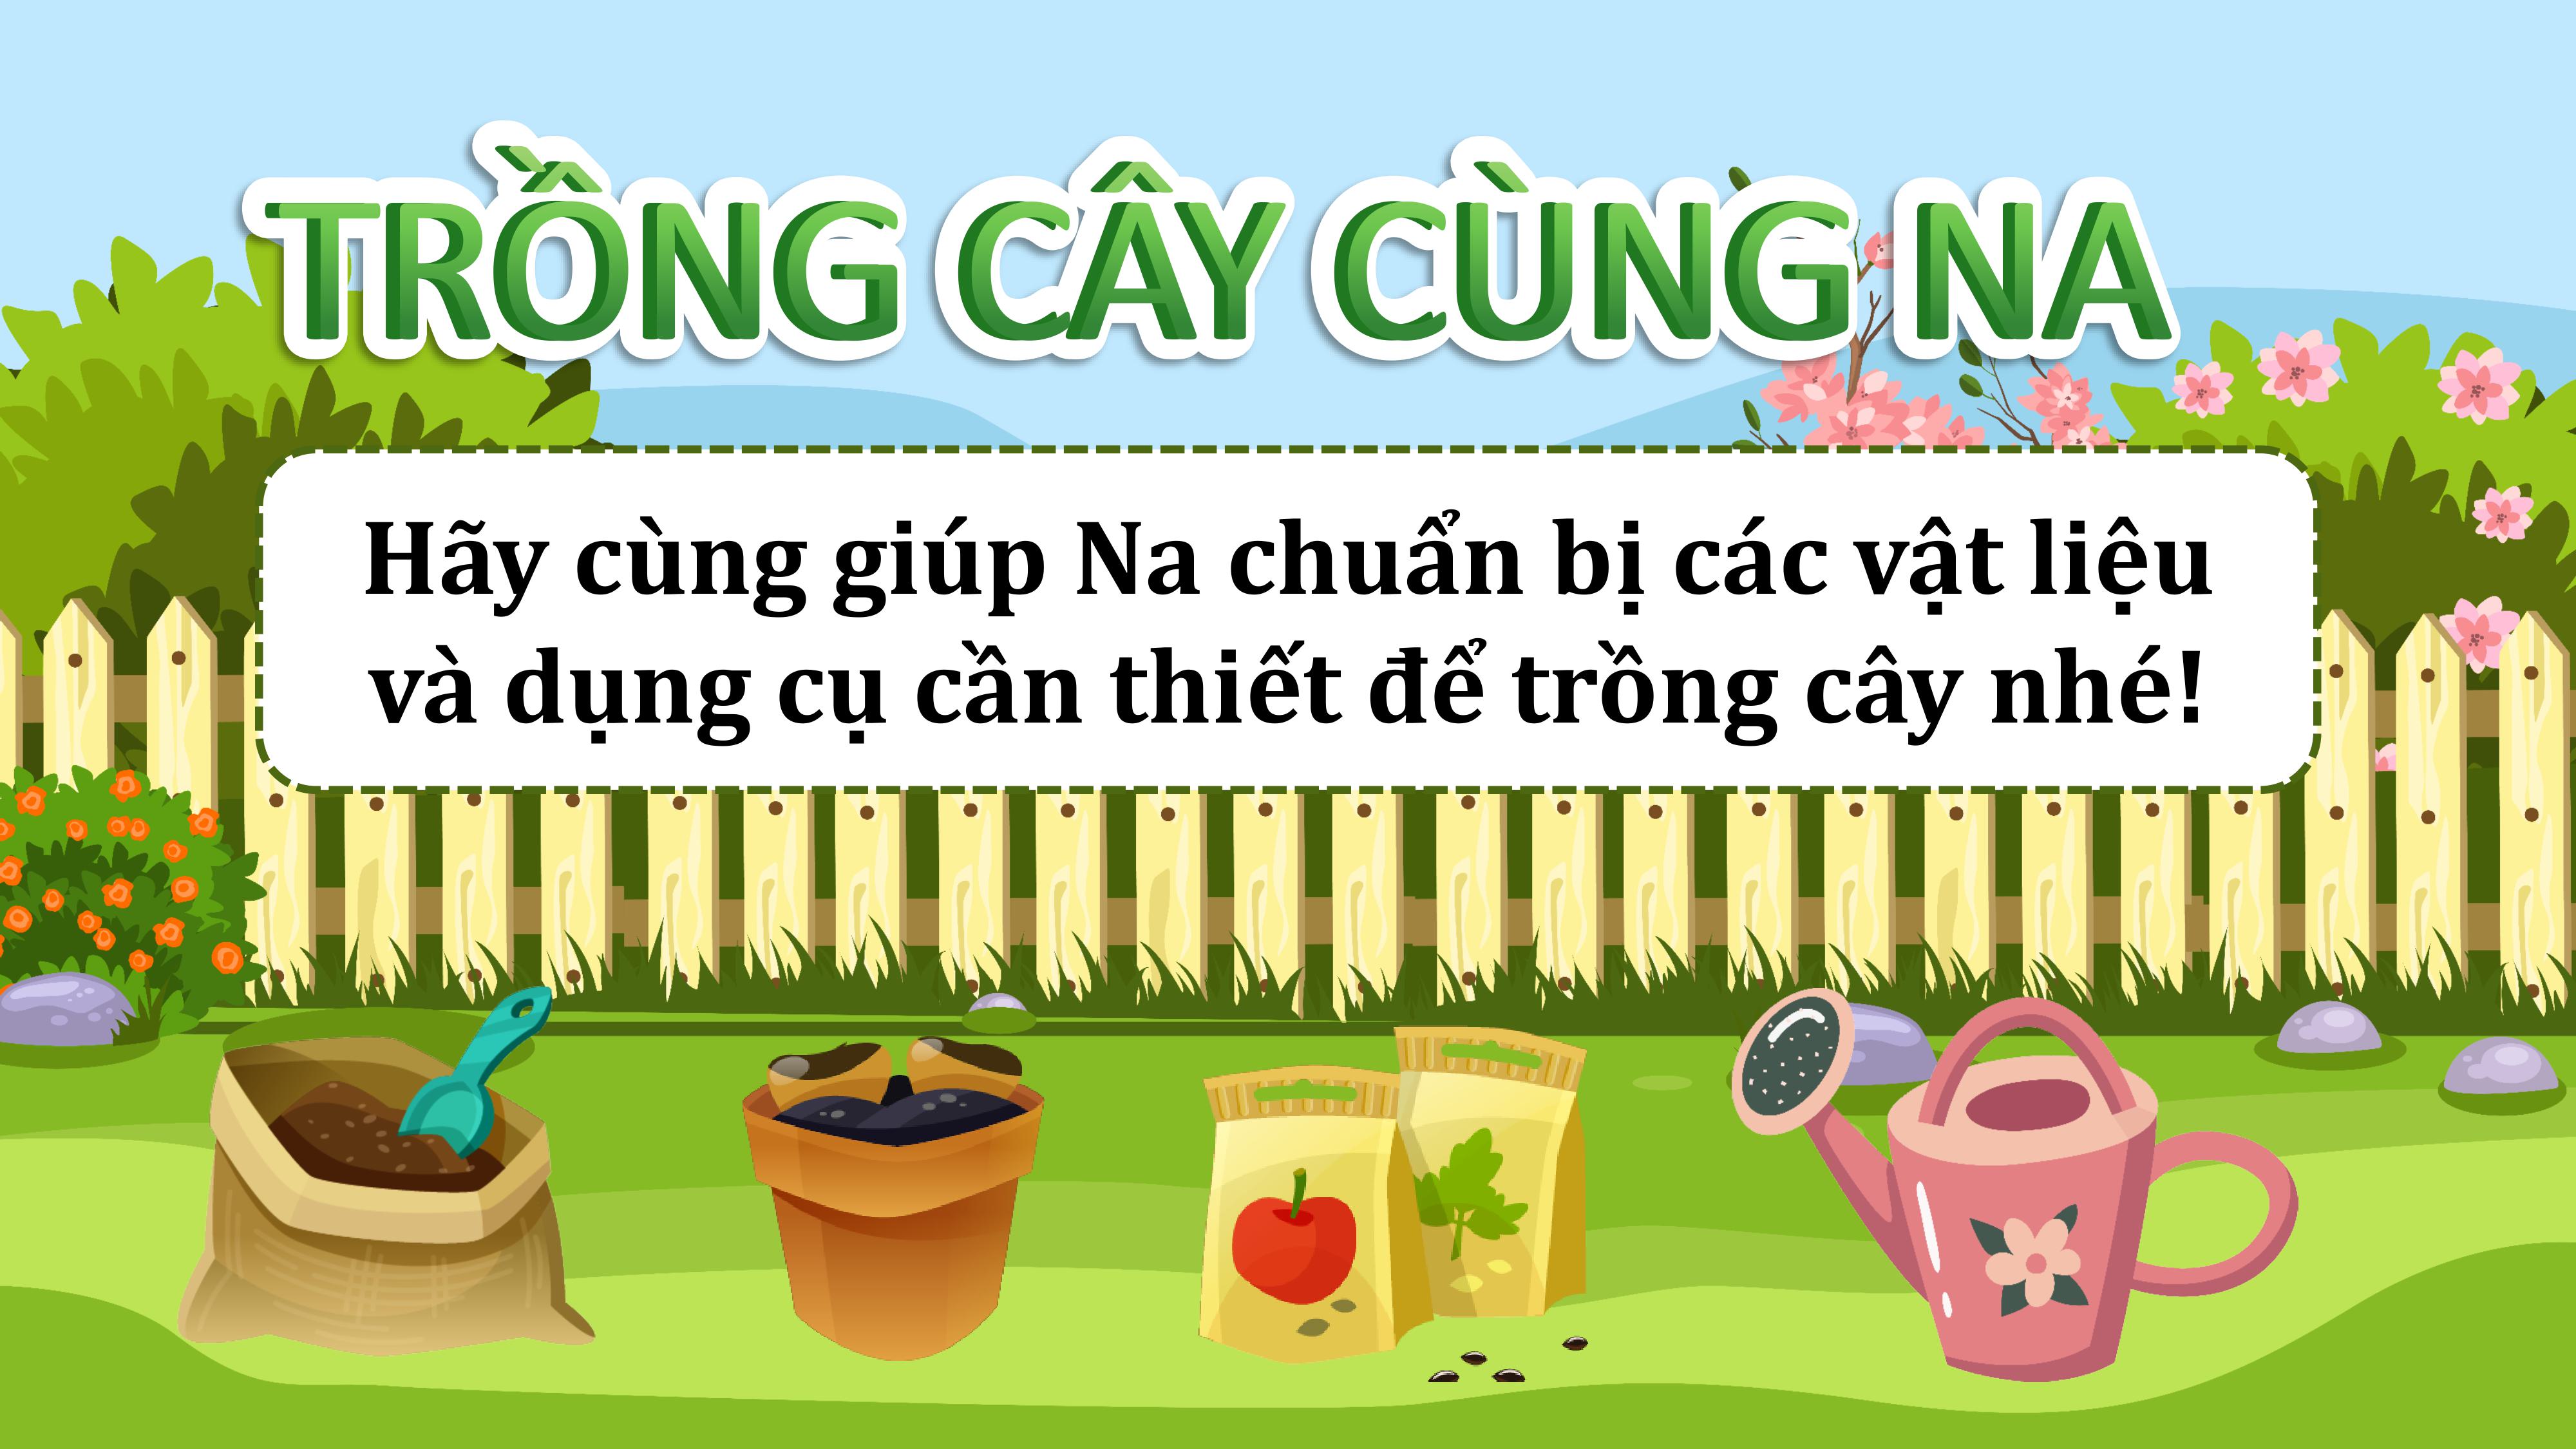 TRỒNG CÂY CÙNG NA
Hãy cùng giúp Na chuẩn bị các vật liệu
và dụng cụ cần thiết để trồng cây nhé!